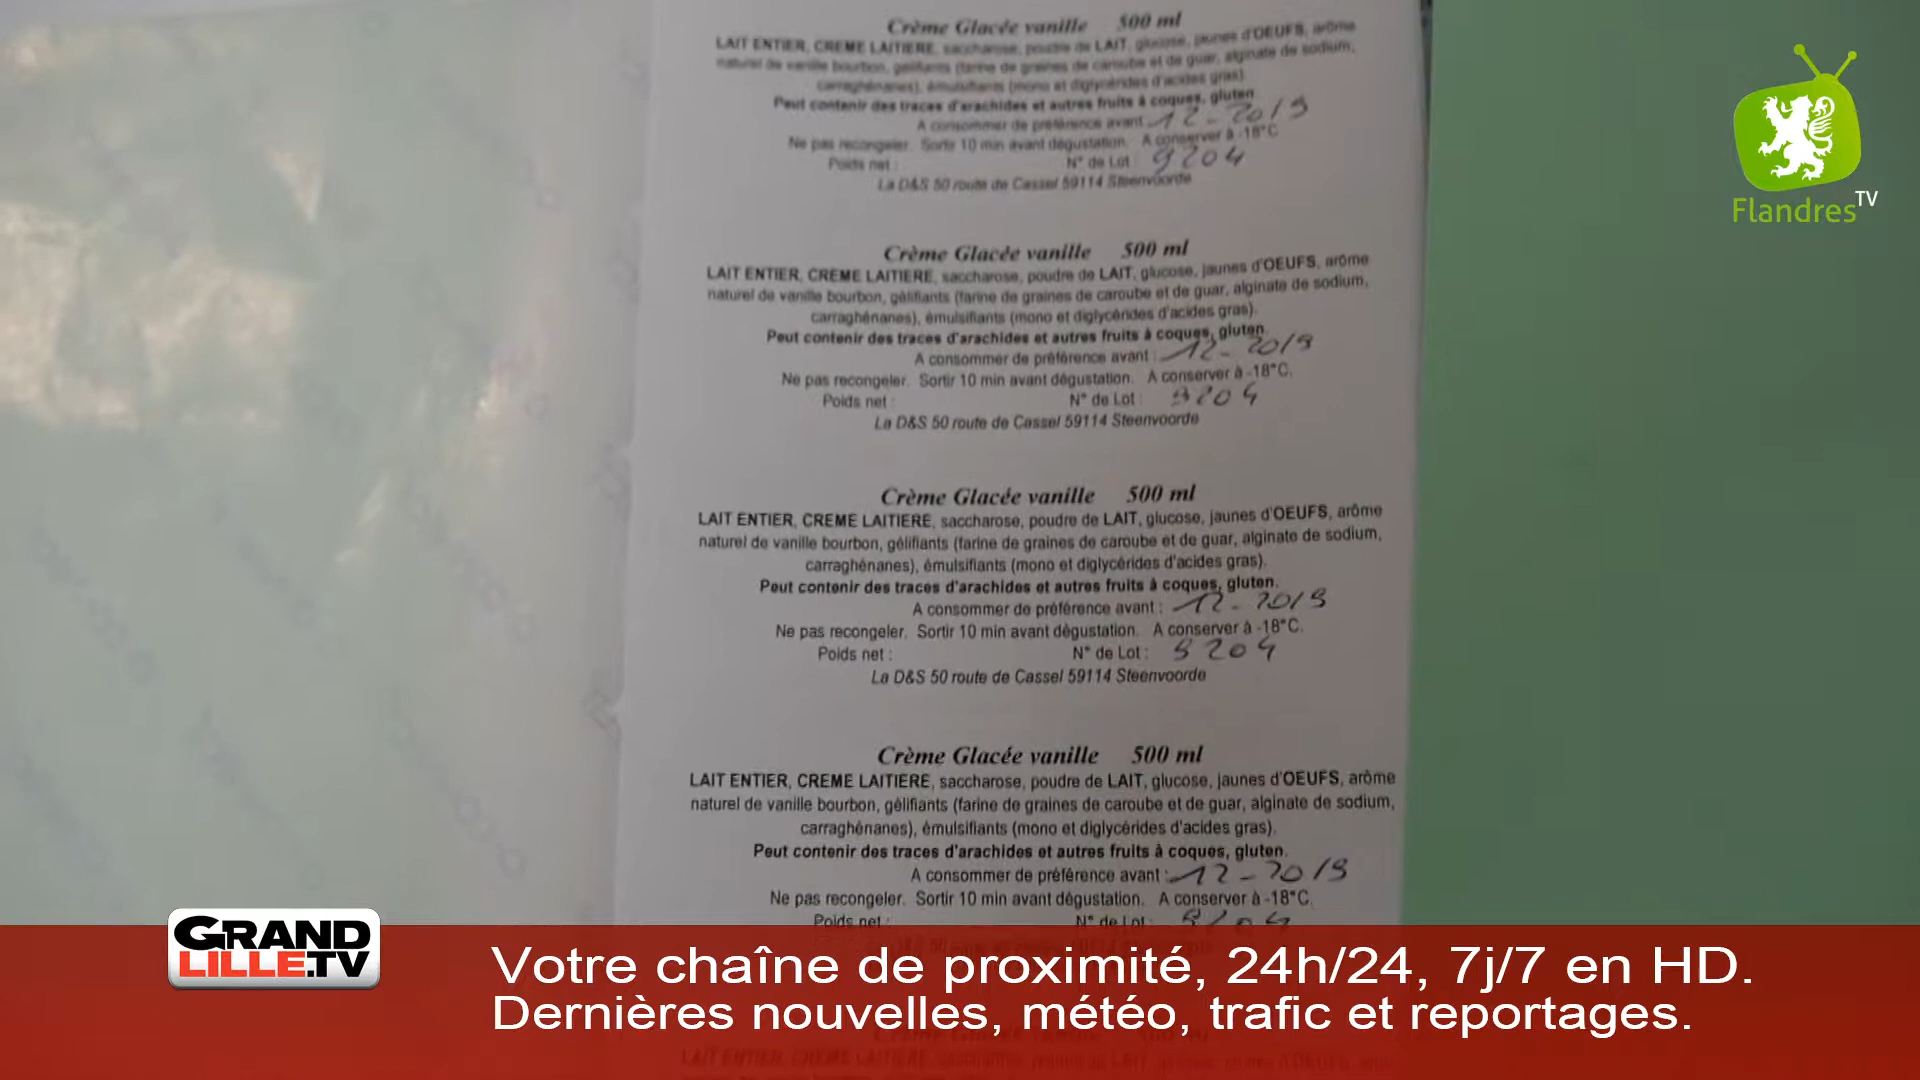 Crème Glacée vanille 500 ml
LAIT ENTIER, CREME LAITIERE, saccharose, poudre de LAIT, glucose, jaunes d'OEUFS, arôme
naturel de vanille bourbon, gélifiants (farine de graines de caroube et de guar, alginate de sodium,
carraghénanes), émulsifiants (mono et diglycérides d'acides gras).
Peut contenir des traces d'arachides et autres fruits à coques, gluten.
A consommer de préférence avant : 12-2019
Ne pas recongeler. Sortir 10 min avant dégustation. A conserver à -18°C.
Poids net : N° de Lot : 9204
La D&S 50 route de Cassel 59114 Steenvoorde
Crème Glacée vanille 500 ml
LAIT ENTIER, CREME LAITIERE, saccharose, poudre de LAIT, glucose, jaunes d'OEUFS, arôme
naturel de vanille bourbon, gélifiants (farine de graines de caroube et de guar, alginate de sodium,
carraghénanes), émulsifiants (mono et diglycérides d'acides gras).
Peut contenir des traces d'arachides et autres fruits à coques, gluten.
A consommer de préférence avant : 12-2019
Ne pas recongeler. Sortir 10 min avant dégustation. A conserver à -18°C.
Poids net : N° de Lot : 9204
La D&S 50 route de Cassel 59114 Steenvoorde
Crème Glacée vanille 500 ml
LAIT ENTIER, CREME LAITIERE, saccharose, poudre de LAIT, glucose, jaunes d'OEUFS, arôme
naturel de vanille bourbon, gélifiants (farine de graines de caroube et de guar, alginate de sodium,
carraghénanes), émulsifiants (mono et diglycérides d'acides gras).
Peut contenir des traces d'arachides et autres fruits à coques, gluten.
A consommer de préférence avant : 12-2019
Ne pas recongeler. Sortir 10 min avant dégustation. A conserver à -18°C.
Poids net : N° de Lot : 9204
La D&S 50 route de Cassel 59114 Steenvoorde
Crème Glacée vanille 500 ml
LAIT ENTIER, CREME LAITIERE, saccharose, poudre de LAIT, glucose, jaunes d'OEUFS, arôme
naturel de vanille bourbon, gélifiants (farine de graines de caroube et de guar, alginate de sodium,
carraghénanes), émulsifiants (mono et diglycérides d'acides gras).
Peut contenir des traces d'arachides et autres fruits à coques, gluten.
A consommer de préférence avant : 12-2019
Ne pas recongeler. Sortir 10 min avant dégustation. A conserver à -18°C.
Poids net : N° de Lot : 9204
Flandres TV
GRAND
LILLE.TV
Votre chaîne de proximité, 24h/24, 7j/7 en HD.
Dernières nouvelles, météo, trafic et reportages.